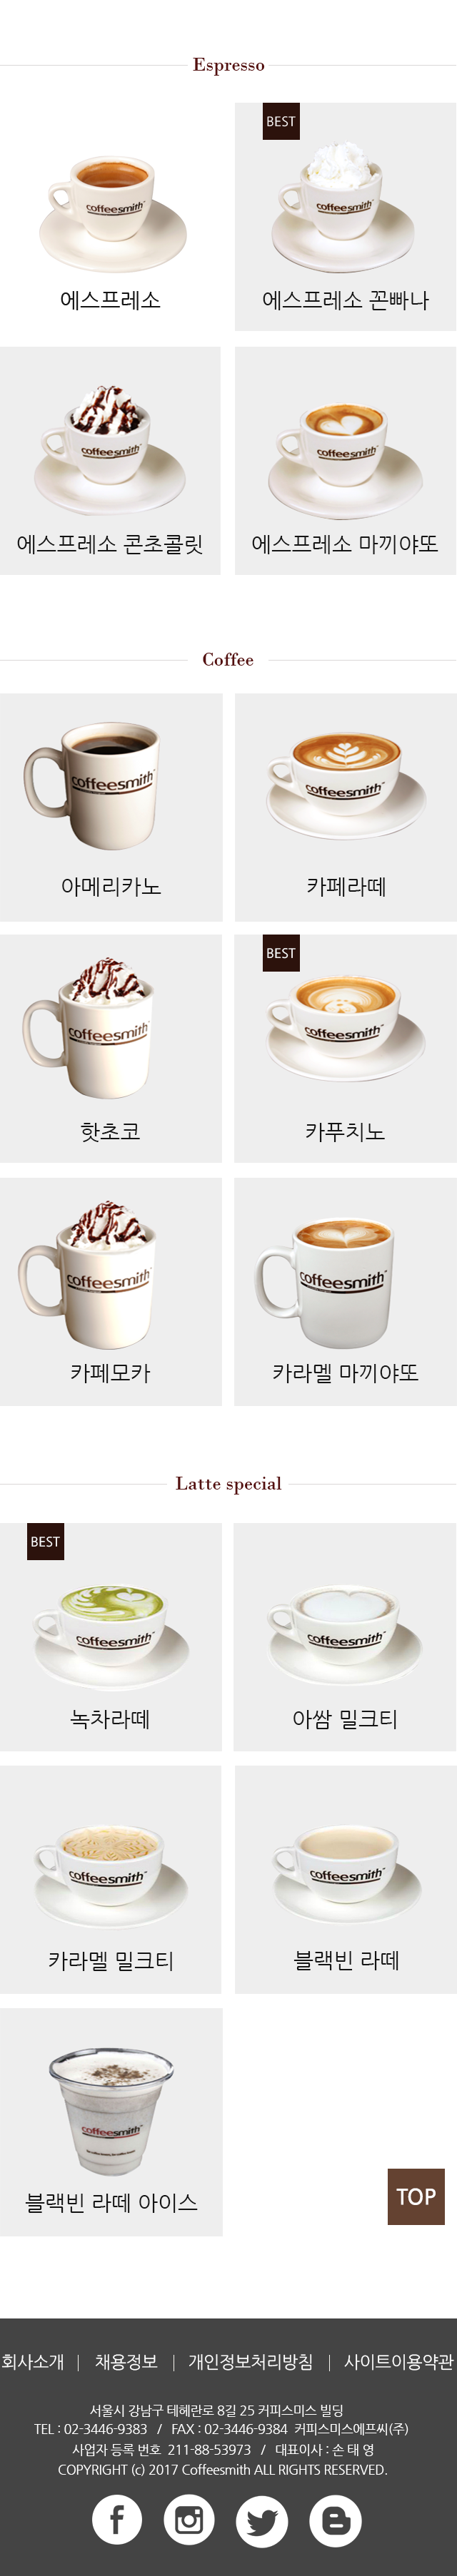 Espresso
BEST
coffeesmith
coffeesmith
에스프레소
에스프레소 꼰빠나
coffeesmith
coffeesmith
에스프레소 콘초콜릿
에스프레소 마끼야또
Coffee
coffeesmith
coffeesmith
아메리카노
카페라떼
BEST
coffeesmith
coffeesmith
핫초코
카푸치노
coffeesmith
coffeesmith
카페모카
카라멜 마끼야또
Latte special
BEST
coffeesmith
coffeesmith
녹차라떼
아쌈 밀크티
coffeesmith
coffeesmith
카라멜 밀크티
블랙빈 라떼
coffeesmith
블랙빈 라떼 아이스
TOP
회사소개 | 채용정보 | 개인정보처리방침 | 사이트이용약관
서울시 강남구 테헤란로 8길 25 커피스미스 빌딩
TEL : 02-3446-9383 / FAX : 02-3446-9384 커피스미스에프씨(주)
사업자 등록 번호 211-88-53973 / 대표이사 : 손 태 영
COPYRIGHT (c) 2017 Coffeesmith ALL RIGHTS RESERVED.